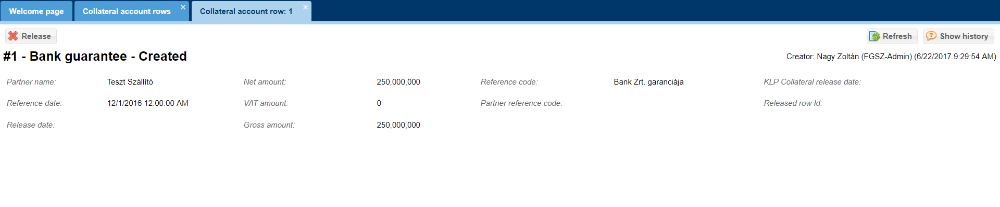 Welcome page
Collateral account rows
Collateral account row: 1
Release
Refresh
Show history
#1 - Bank guarantee - Created
Creator: Nagy Zoltán (FGSZ-Admin) (6/22/2017 9:29:54 AM)
Partner name: Teszt Szállító Net amount: 250,000,000 Reference code: Bank Zrt. garanciája KLP Collateral release date:
Reference date: 12/1/2016 12:00:00 AM VAT amount: 0 Partner reference code: Released row Id:
Release date: Gross amount: 250,000,000